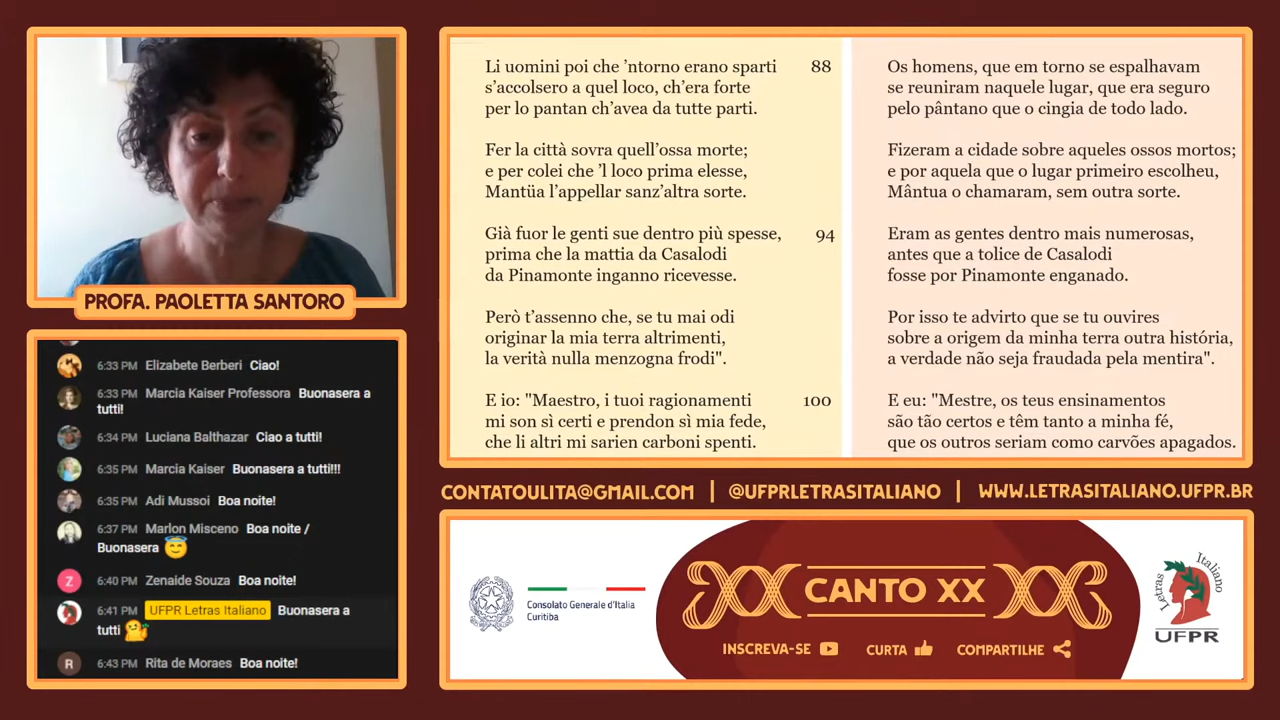 PROFA. PAOLETTA SANTORO
6:33 PM Elizabete Berberi Ciao!
6:33 PM Marcia Kaiser Professora Buonasera a
tutti!
6:34 PM Luciana Balthazar Ciao a tutti!
6:35 PM Marcia Kaiser Buonasera a tutti!!!
6:35 PM Adi Mussoi Boa noite!
6:37 PM Marlon Misceno Boa noite /
Buonasera 😇
Z 6:40 PM Zenaide Souza Boa noite!
6:41 PM UFPR Letras Italiano Buonasera a
tutti
R 6:43 PM Rita de Moraes Boa noite!
Li uomini poi che ’ntorno erano sparti 88
s’accolsero a quel loco, ch’era forte
per lo pantan ch’avea da tutte parti.
Fer la città sovra quell’ossa morte;
e per colei che ’l loco prima elesse,
Mantüa l’appellar sanz’altra sorte.
Già fuor le genti sue dentro più spesse, 94
prima che la mattia da Casalodi
da Pinamonte inganno ricevesse.
Però t’assenno che, se tu mai odi
originar la mia terra altrimenti,
la verità nulla menzogna frodi".
E io: "Maestro, i tuoi ragionamenti 100
mi son sì certi e prendon sì mia fede,
che li altri mi sarien carboni spenti.
Os homens, que em torno se espalhavam
se reuniram naquele lugar, que era seguro
pelo pântano que o cingia de todo lado.
Fizeram a cidade sobre aqueles ossos mortos;
e por aquela que o lugar primeiro escolheu,
Mântua o chamaram, sem outra sorte.
Eram as gentes dentro mais numerosas,
antes que a tolice de Casalodi
fosse por Pinamonte enganado.
Por isso te advirto que se tu ouvires
sobre a origem da minha terra outra história,
a verdade não seja fraudada pela mentira".
E eu: "Mestre, os teus ensinamentos
são tão certos e têm tanto a minha fé,
que os outros seriam como carvões apagados.
CONTATOULITA@GMAIL.COM | @UFPRLETRASITALIANO | WWW.LETRASITALIANO.UFPR.BR
Consolato Generale d'Italia
Curitiba
XX CANTO XX XX
INSCREVA-SE CURTA COMPARTILHE
Letras Italiano
UFPR